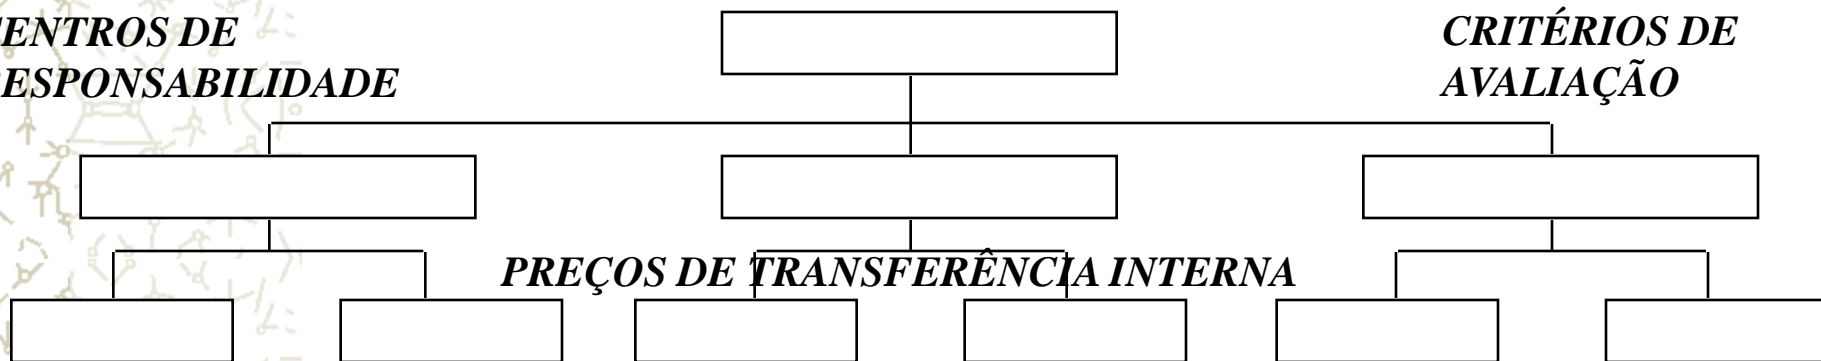 ENTROS DE
ESPONSABILIDADE
CRITÉRIOS DE
AVALIAÇÃO
PREÇOS DE TRANSFERÊNCIA INTERNA